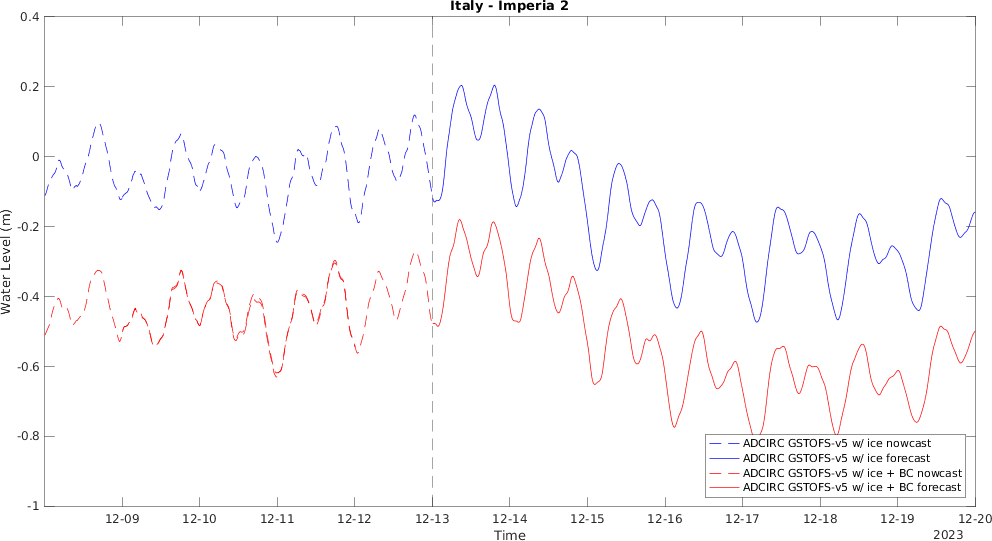 Italy - Imperia 2
0.4
0.2
0
-0.2
-0.4
-0.6
-0.8
-1
Water Level (m)
ADCIRC GSTOFS-v5 w/ ice nowcast
ADCIRC GSTOFS-v5 w/ ice forecast
ADCIRC GSTOFS-v5 w/ ice + BC nowcast
ADCIRC GSTOFS-v5 w/ ice + BC forecast
12-09 12-10 12-11 12-12 12-13 12-14 12-15 12-16 12-17 12-18 12-19 12-20
Time
2023